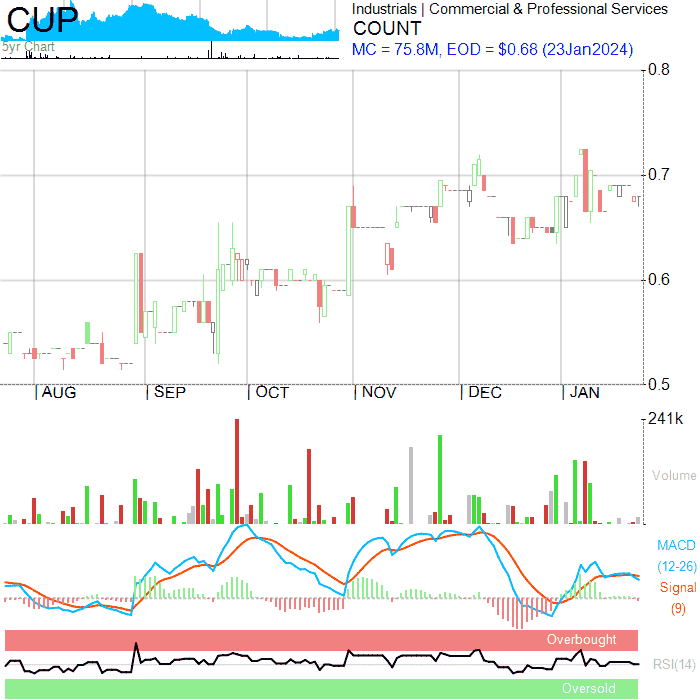 CUP
5yr Chart
Industrials | Commercial & Professional Services
COUNT
MC = 75.8M, EOD = $0.68 (23Jan2024)
0.8
0.7
0.6
0.5
| AUG | SEP | OCT | NOV | DEC | JAN
241k
Volume
MACD
(12-26)
Signal
(9)
Overbought
RSI(14)
Oversold